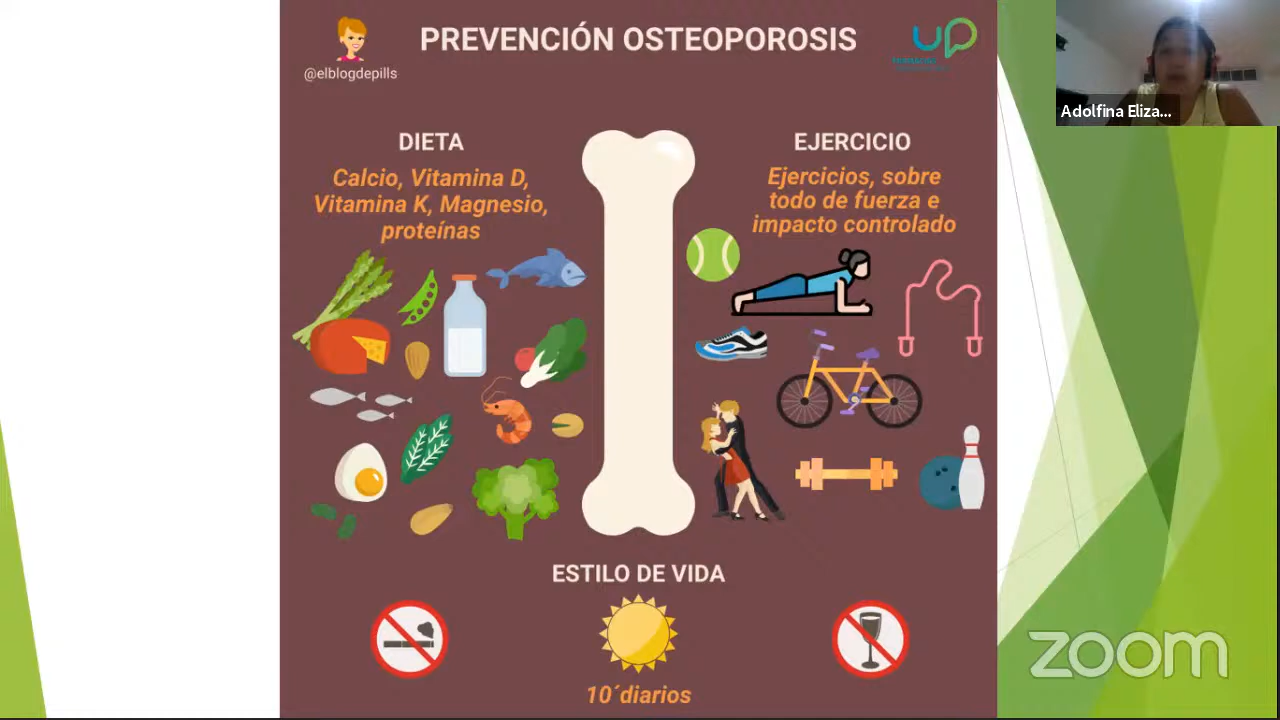 PREVENCIÓN OSTEOPOROSIS
up
@elblogdepills
Adolfina Eliza...
DIETA
Calcio, Vitamina D,
Vitamina K, Magnesio,
proteínas
EJERCICIO
Ejercicios, sobre
todo de fuerza e
impacto controlado
ESTILO DE VIDA
10´diarios
zoom